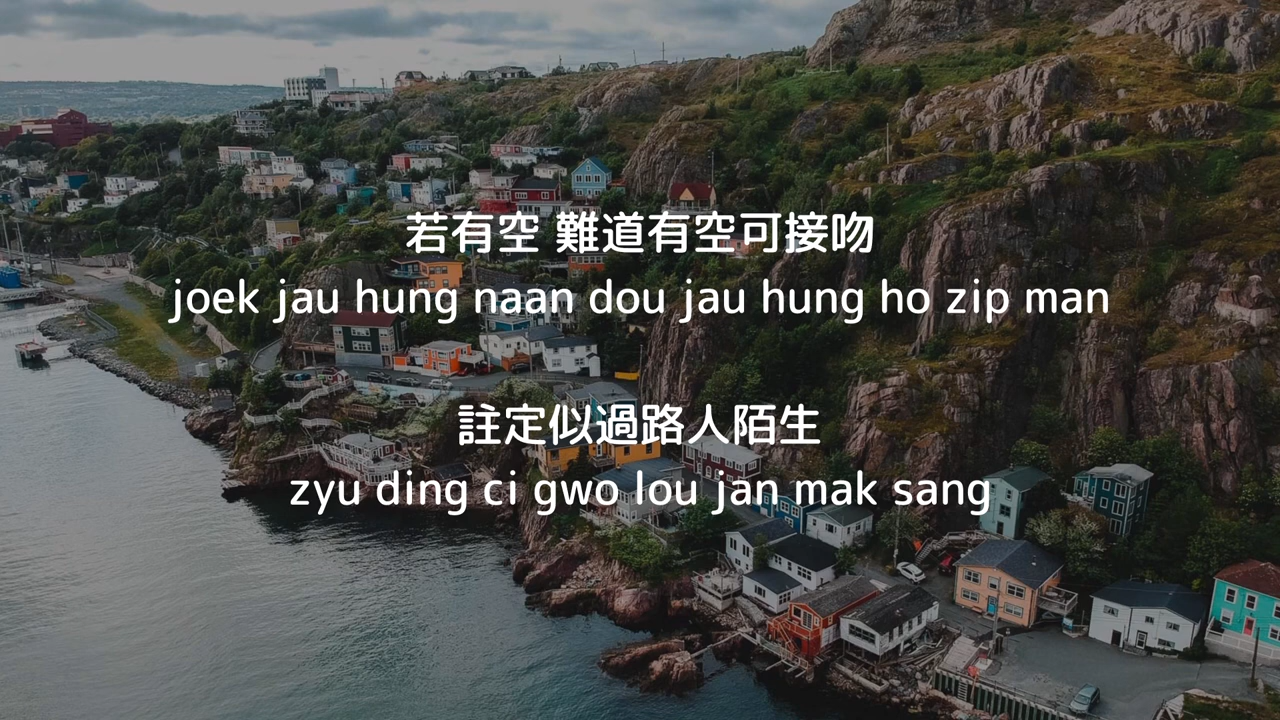 若有空 難道有空可接吻
joek jau hung naan dou jau hung ho zip man
註定似過路人陌生
zyu ding ci gwo lou jan mak sang